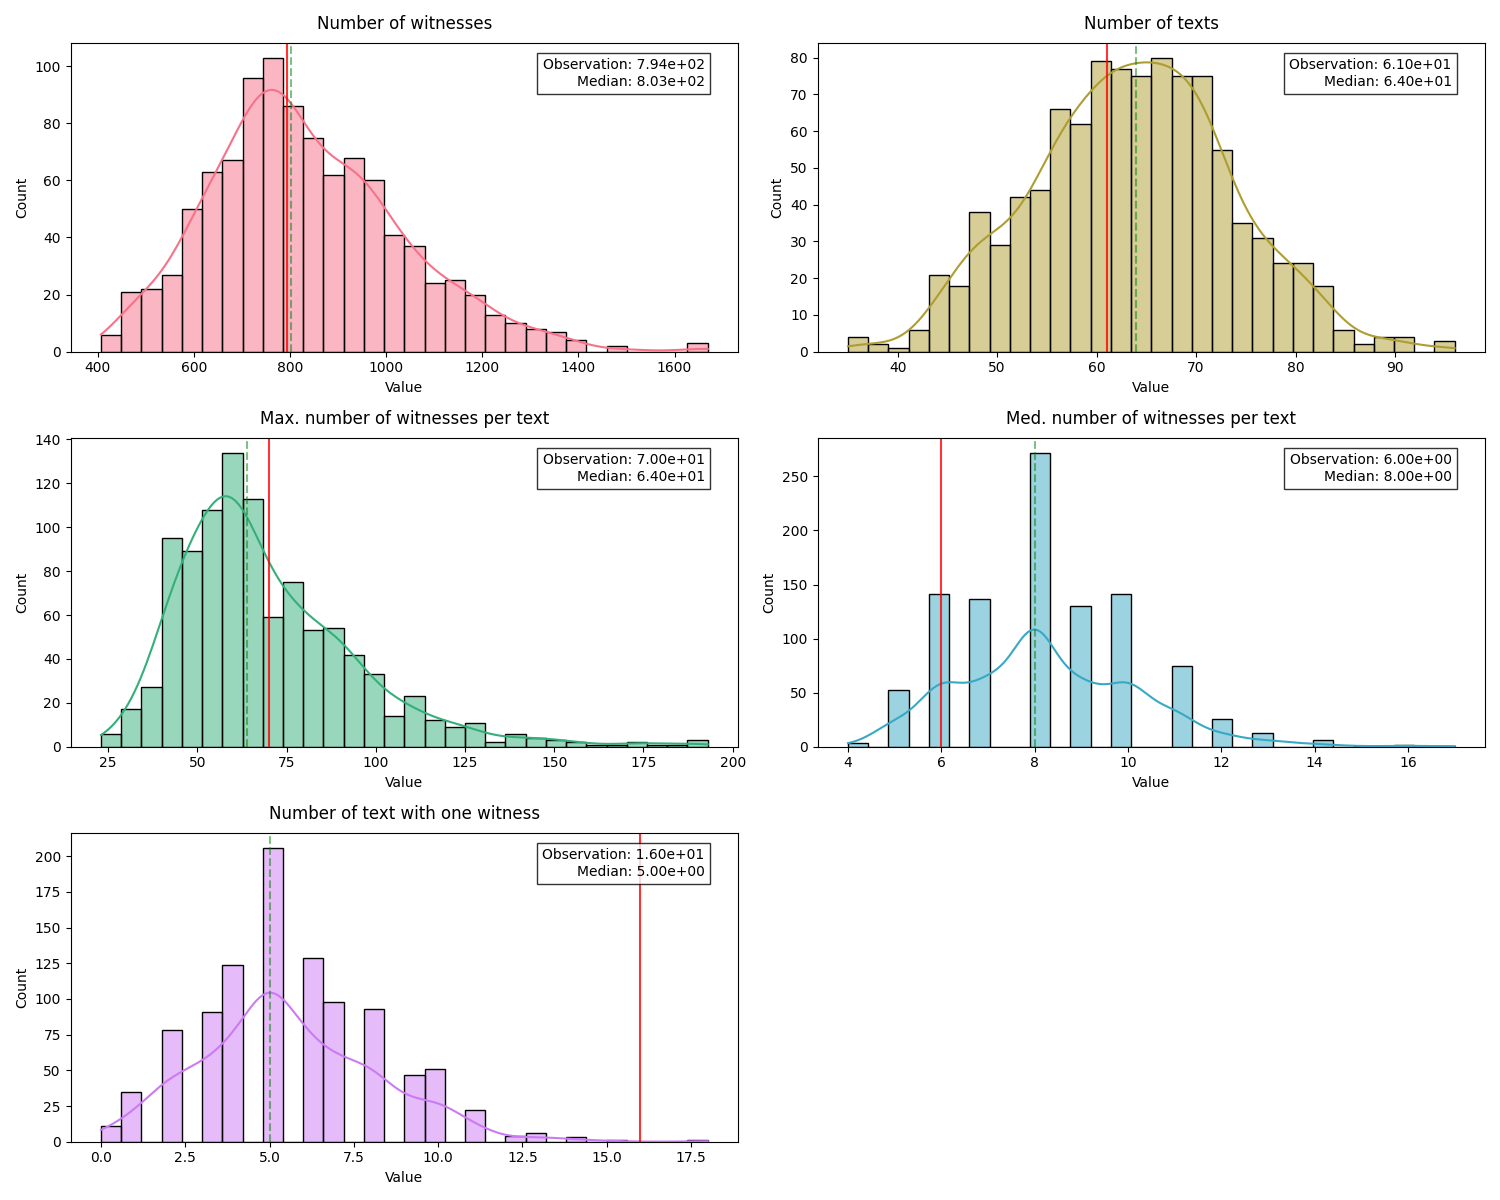 Number of witnesses
Observation: 7.94e+02
Median: 8.03e+02
Count
100
80
60
40
20
0
400 600 800 1000 1200 1400 1600
Value
Number of texts
Observation: 6.10e+01
Median: 6.40e+01
Count
80
70
60
50
40
30
20
10
0
40 50 60 70 80 90
Value
Max. number of witnesses per text
Observation: 7.00e+01
Median: 6.40e+01
Count
140
120
100
80
60
40
20
0
25 50 75 100 125 150 175 200
Value
Med. number of witnesses per text
Observation: 6.00e+00
Median: 8.00e+00
Count
250
200
150
100
50
0
4 6 8 10 12 14 16
Value
Number of text with one witness
Observation: 1.60e+01
Median: 5.00e+00
Count
200
175
150
125
100
75
50
25
0
0.0 2.5 5.0 7.5 10.0 12.5 15.0 17.5
Value